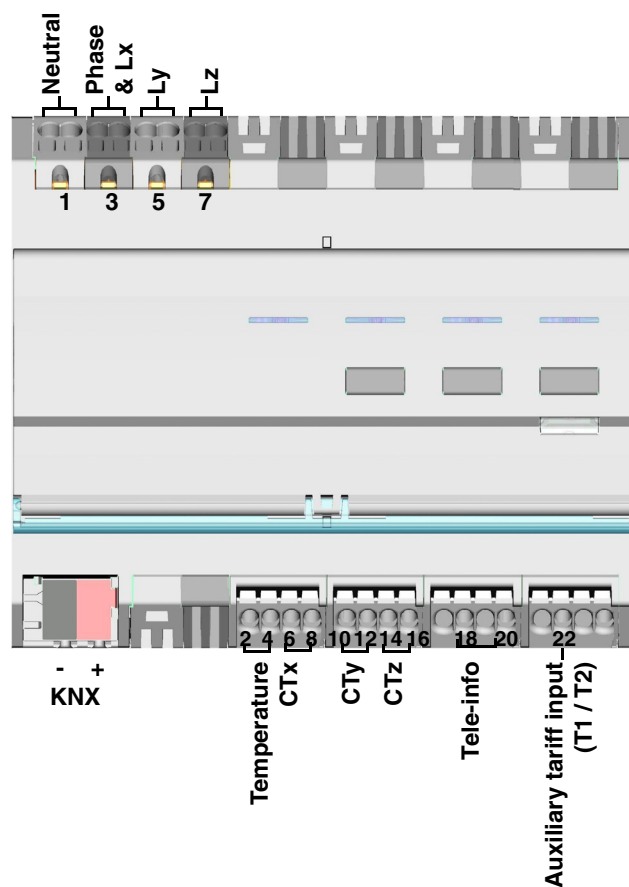 Neutral
Phase
& Lx
Ly
Lz
1 3 5 7
2 4 6 8 10 12 14 16 18 20 22
- +
KNX
Temperature
CTx
CTy
CTz
Tele-info
Auxiliary tariff input
(T1 / T2)